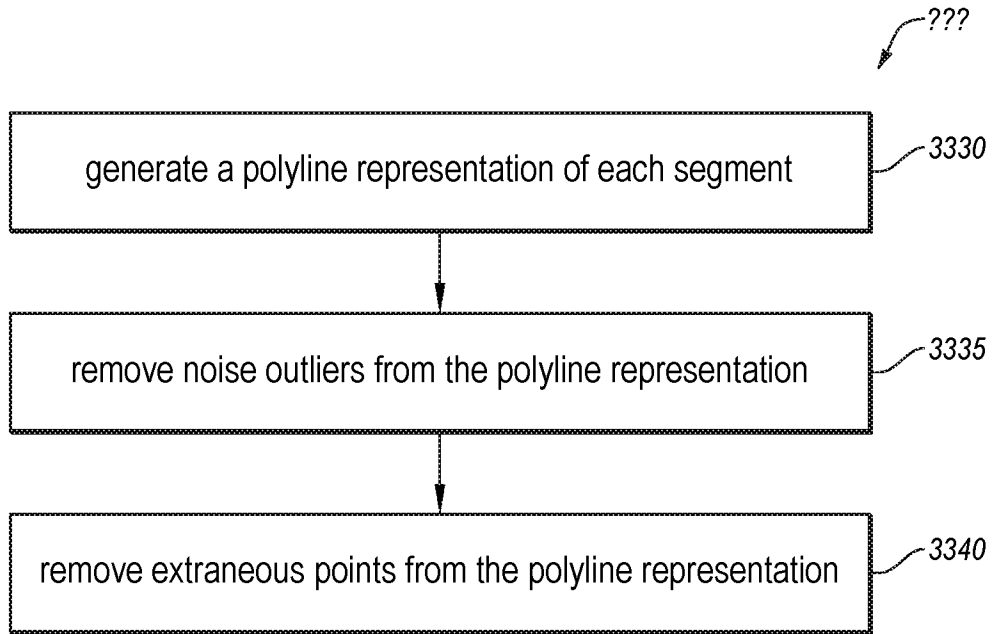 ???
generate a polyline representation of each segment
3330
remove noise outliers from the polyline representation
3335
remove extraneous points from the polyline representation
3340